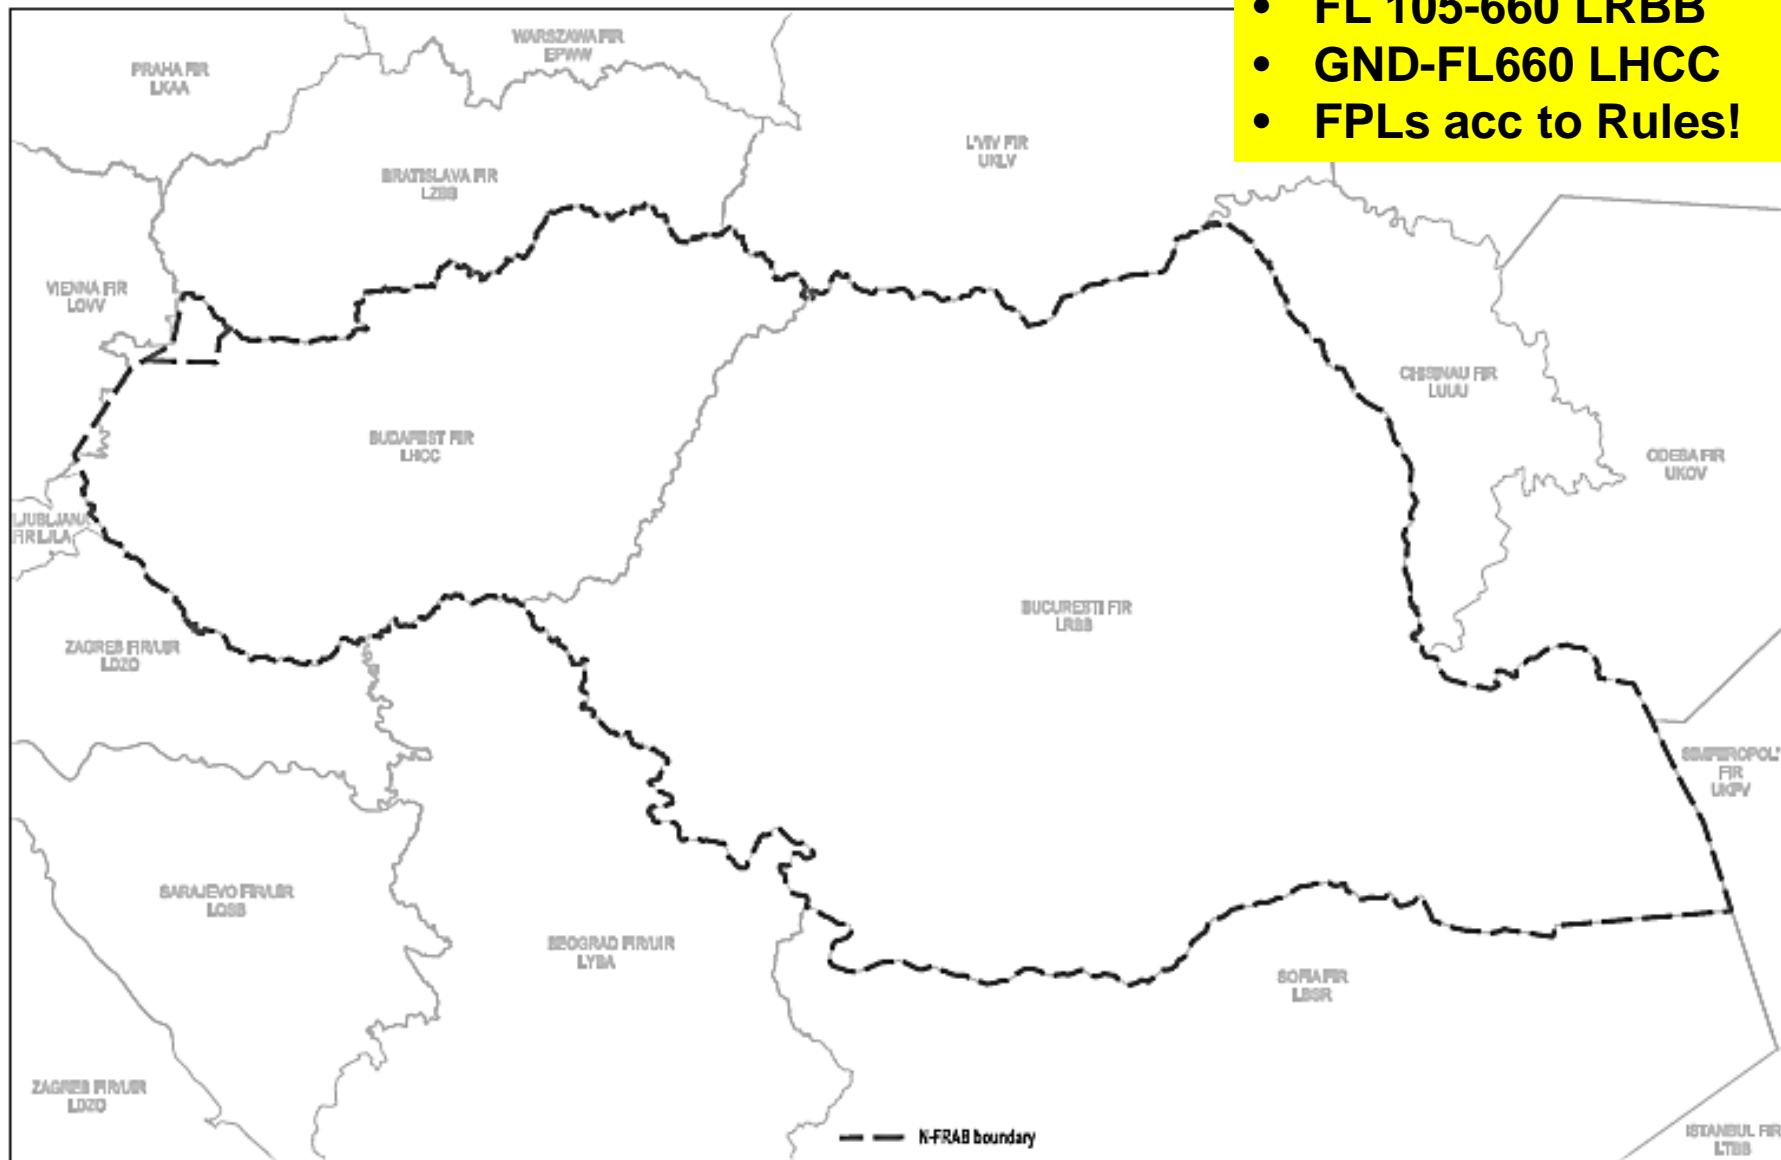 • FL 105-660 LRBB
• GND-FL660 LHCC
• FPLs acc to Rules!
WARSZAWA FIR
EPWW
PRAHA FIR
LKAA
L'VIV FIR
UKLV
BRATISLAVA FIR
LZBB
VIENNA FIR
LOVV
CHISINAU FIR
LUUU
BUDAPEST FIR
LHCC
ODESA FIR
UKOV
LJUBLJANA
FIR LJLA
BUCURESTI FIR
LRBB
ZAGREB FIR/UIR
LDZO
SIMFEROPOL'
FIR
UKFV
SARAJEVO FIR/UIR
LQSB
BEOGRAD FIR/UIR
LYBA
SOFIA FIR
LBSR
ZAGREB FIR/UIR
LDZO
N-FRAB boundary
ISTANBUL FIR
LTBB